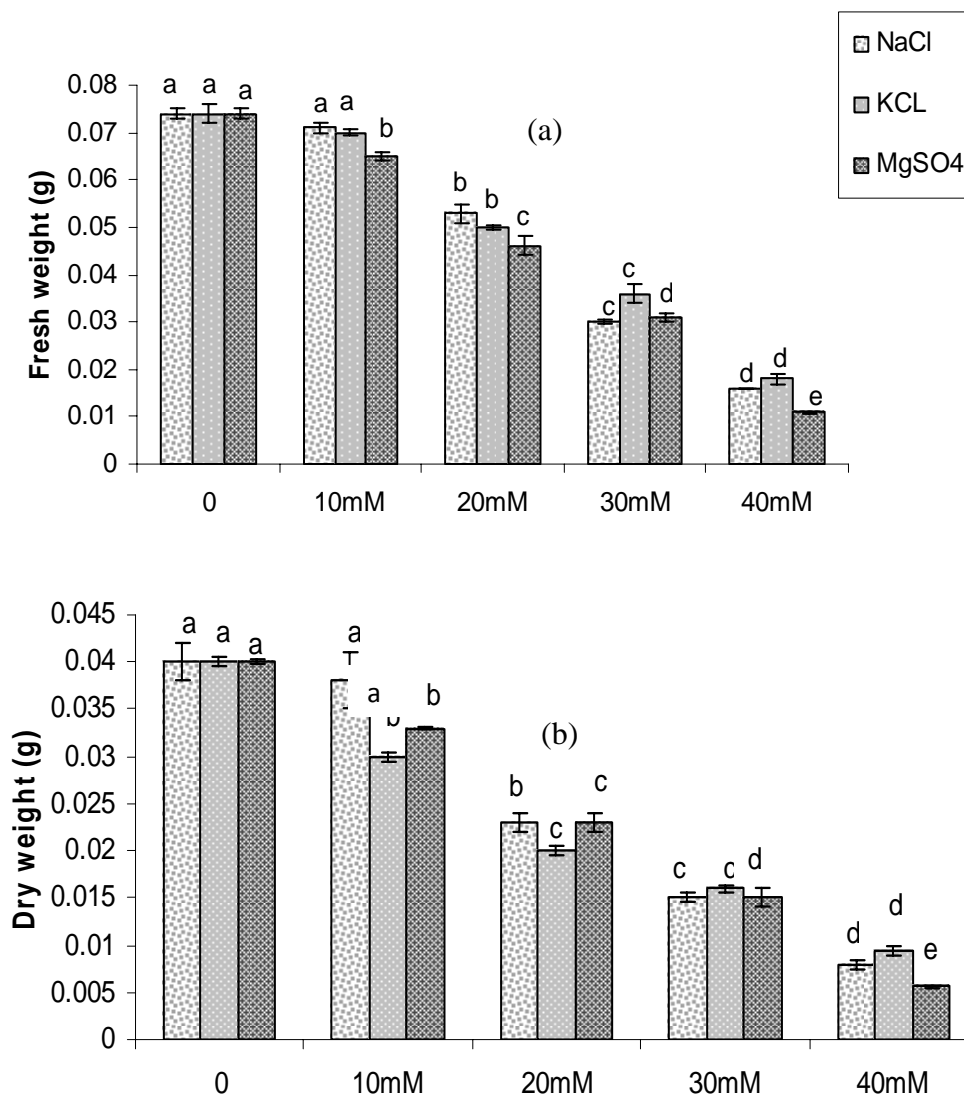 NaCl
KCL
MgSO4
Fresh weight (g)
0.08
0.07
0.06
0.05
0.04
0.03
0.02
0.01
0
a a a
a a b
(a)
b b c
c c d
d d e
0 10mM 20mM 30mM 40mM
Dry weight (g)
0.045
0.04
0.035
0.03
0.025
0.02
0.015
0.01
0.005
0
a a a
a a b b
(b)
b c c
c c d
d d e
0 10mM 20mM 30mM 40mM